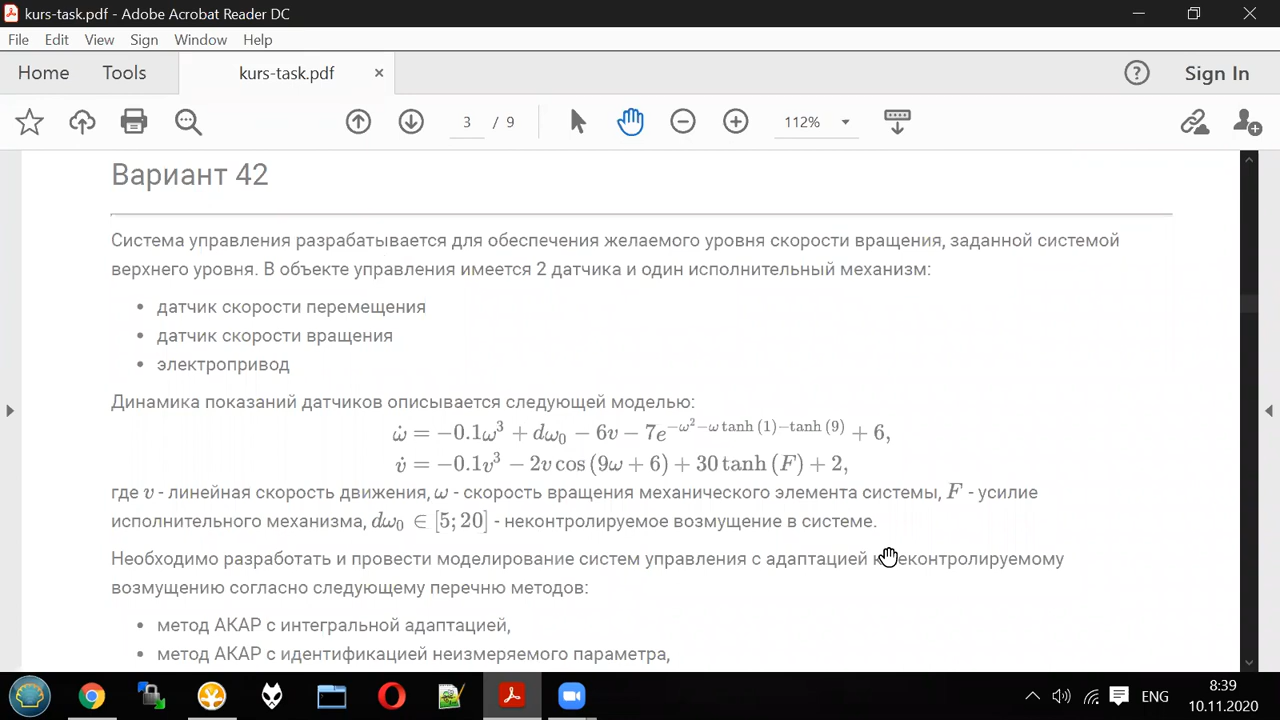 kurs-task.pdf - Adobe Acrobat Reader DC
File Edit View Sign Window Help
Home Tools kurs-task.pdf × ? Sign In
3 / 9 112%
Вариант 42
Система управления разрабатывается для обеспечения желаемого уровня скорости вращения, заданной системой
верхнего уровня. В объекте управления имеется 2 датчика и один исполнительный механизм:
• датчик скорости перемещения
• датчик скорости вращения
• электропривод
Динамика показаний датчиков описывается следующей моделью:
ω̇ = −0.1ω³ + dω₀ − 6v − 7e^{−ω²−ω tanh (1)−tanh (9)} + 6,
v̇ = −0.1v³ − 2v cos (9ω + 6) + 30 tanh (F) + 2,
где v - линейная скорость движения, ω - скорость вращения механического элемента системы, F - усилие
исполнительного механизма, dω₀ ∈ [5; 20] - неконтролируемое возмущение в системе.
Необходимо разработать и провести моделирование систем управления с адаптацией к неконтролируемому
возмущению согласно следующему перечню методов:
• метод АКАР с интегральной адаптацией,
• метод АКАР с идентификацией неизмеряемого параметра,
ENG 8:39
10.11.2020